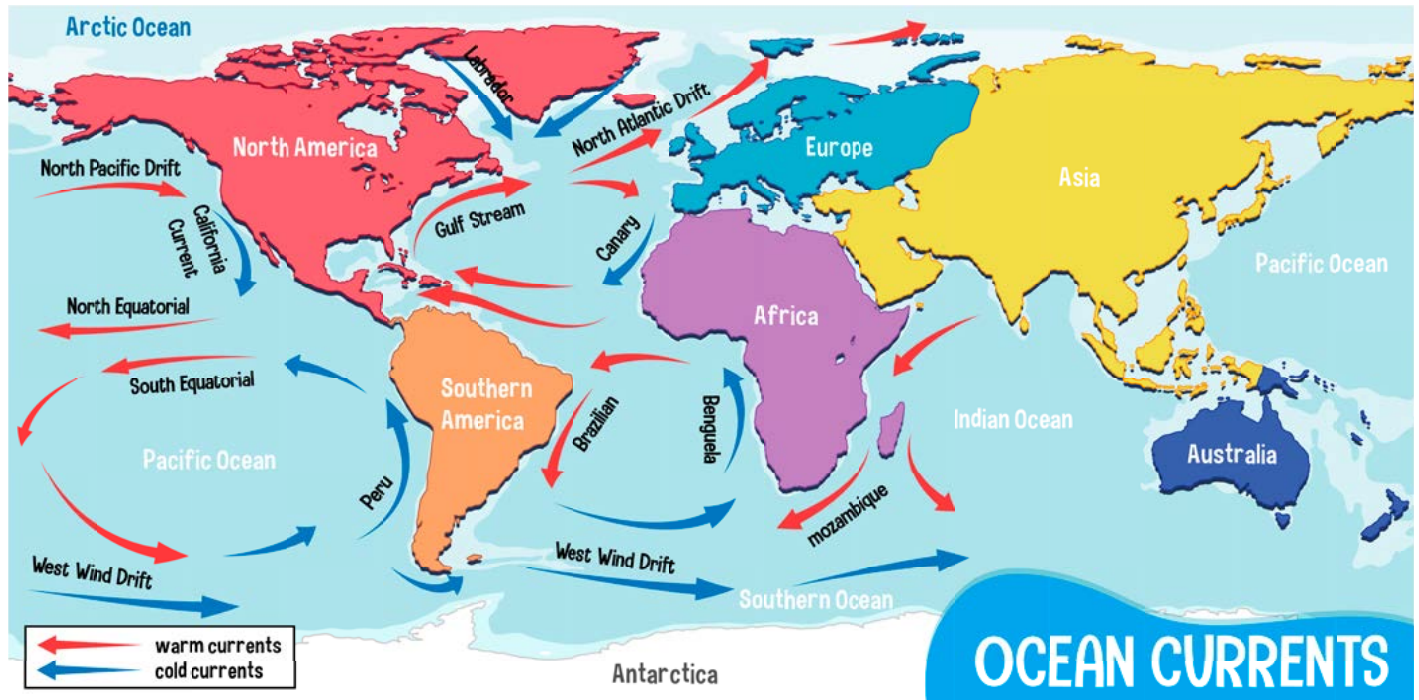 Arctic Ocean
Labrador
North Atlantic Drift
North America
Europe
Asia
North Pacific Drift
California
Current
Gulf Stream
Canary
Pacific Ocean
North Equatorial
Africa
South Equatorial
Southern
America
Brazilian
Benguela
Indian Ocean
Pacific Ocean
Australia
Peru
mozambique
West Wind Drift
West Wind Drift
Southern Ocean
warm currents
cold currents
Antarctica
OCEAN CURRENTS